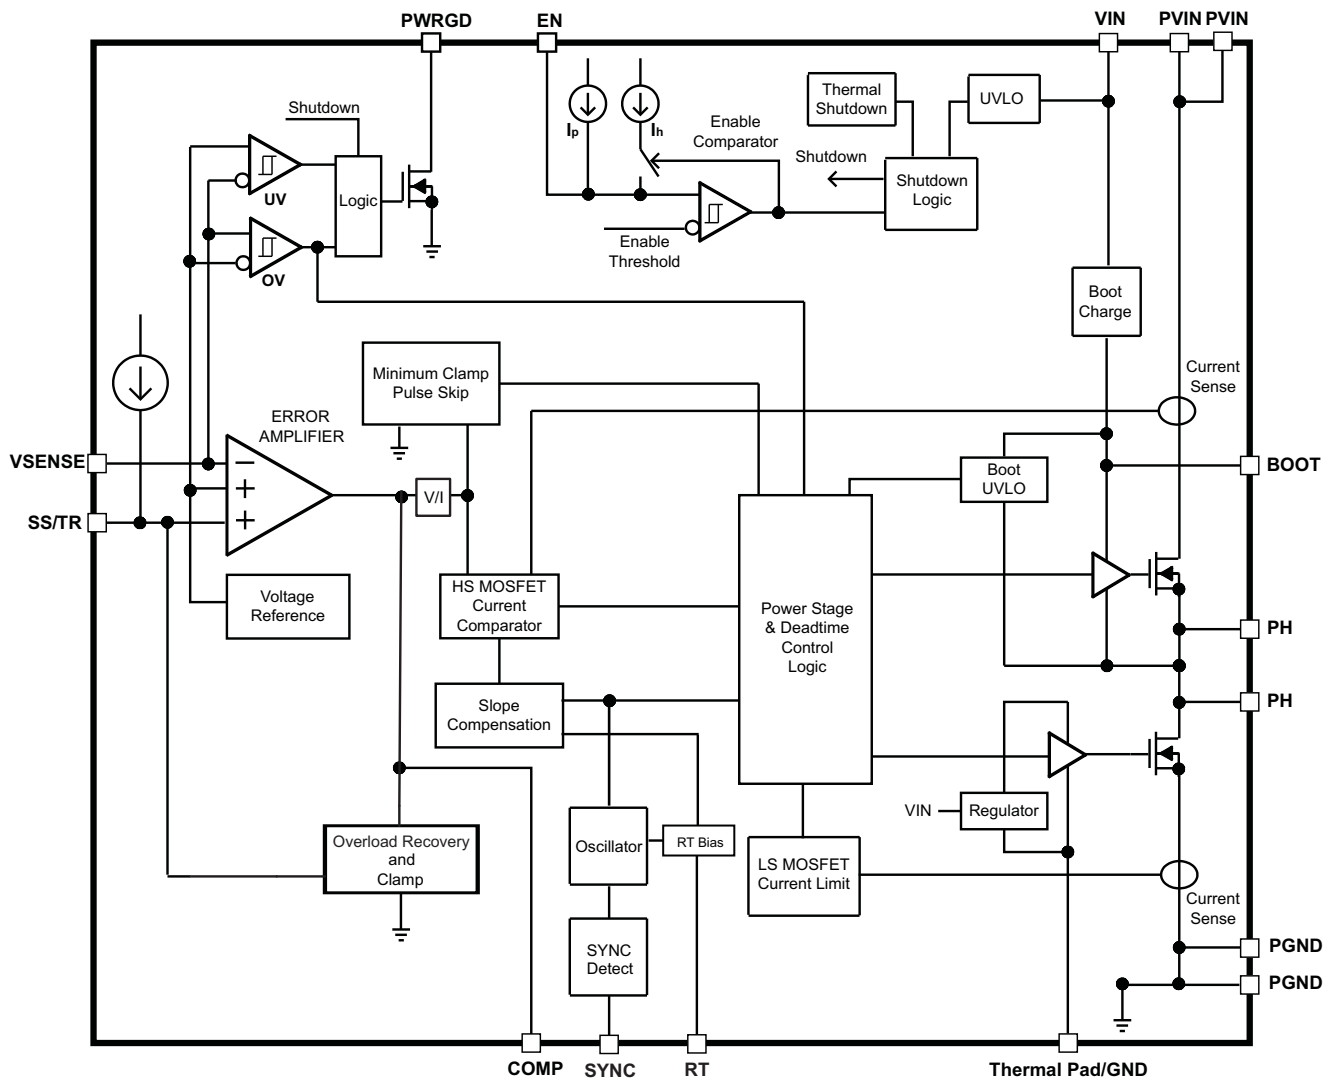 PWRGD
EN
VIN
PVIN
PVIN
Shutdown
UV
OV
Logic
Ip
Ih
Enable
Comparator
Enable
Threshold
Thermal
Shutdown
UVLO
Shutdown
Shutdown
Logic
Boot
Charge
Current
Sense
Minimum Clamp
Pulse Skip
ERROR
AMPLIFIER
VSENSE
SS/TR
−
+
+
V/I
Boot
UVLO
BOOT
Voltage
Reference
HS MOSFET
Current
Comparator
Power Stage
& Deadtime
Control
Logic
PH
PH
Slope
Compensation
VIN
Regulator
Overload Recovery
and
Clamp
Oscillator
RT Bias
LS MOSFET
Current Limit
Current
Sense
SYNC
Detect
PGND
PGND
COMP
SYNC
RT
Thermal Pad/GND